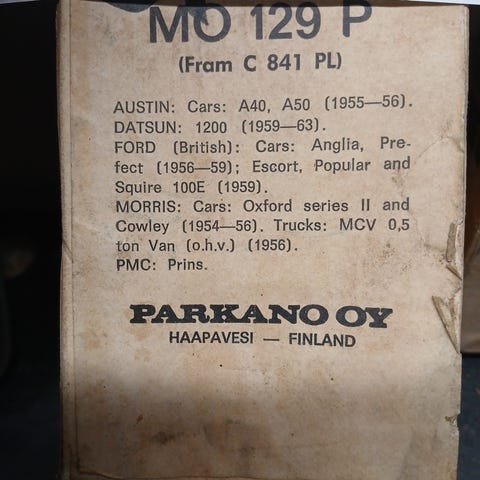 MO 129 P
(Fram C 841 PL)
AUSTIN: Cars: A40, A50 (1955—56).
DATSUN: 1200 (1959—63).
FORD (British): Cars: Anglia, Pre-
fect (1956—59); Escort, Popular and
Squire 100E (1959).
MORRIS: Cars: Oxford series II and
Cowley (1954—56). Trucks: MCV 0,5
ton Van (o.h.v.) (1956).
PMC: Prins.
PARKANO OY
HAAPAVESI — FINLAND